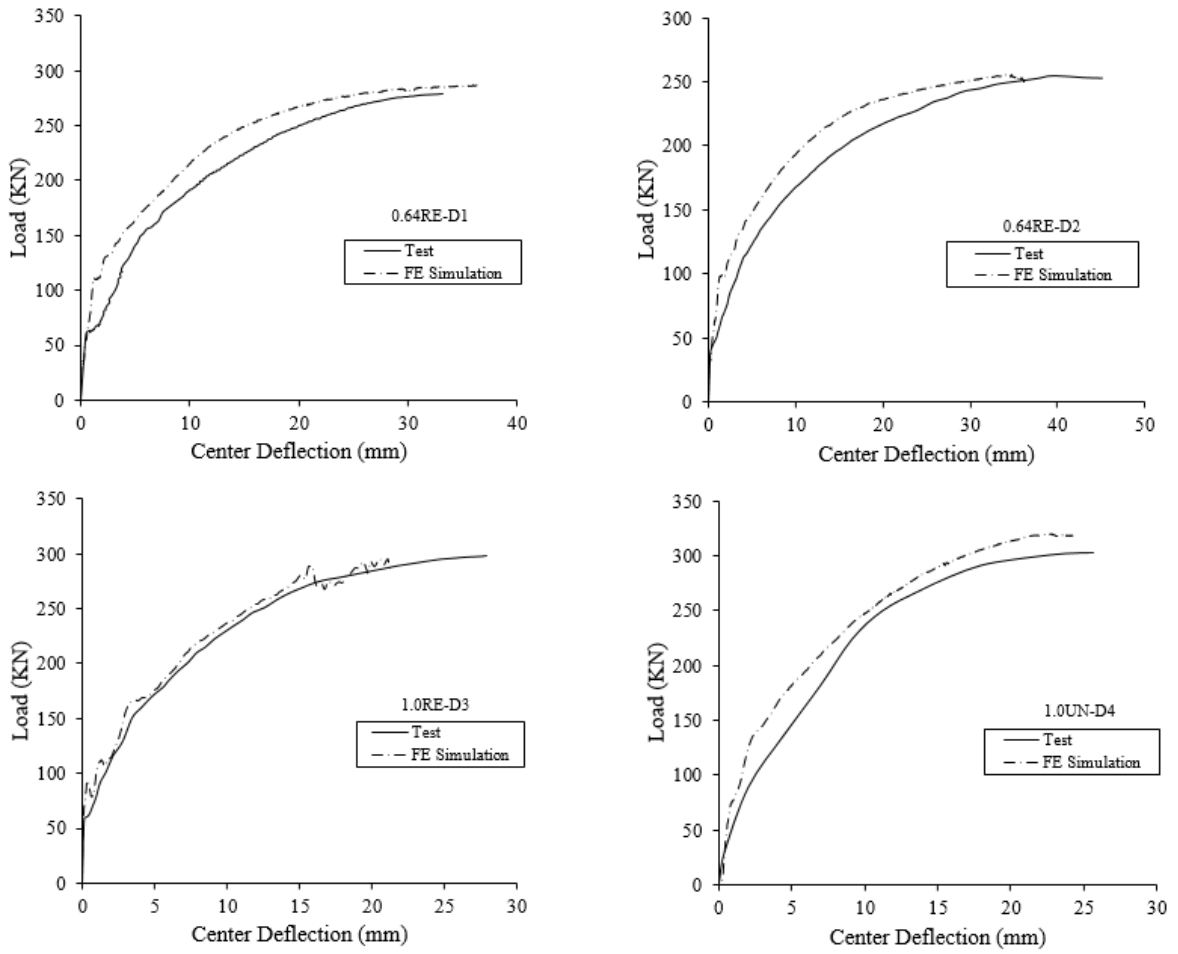 350
300
250
200
150
100
50
0
Load (KN)
0.64RE-D1
Test
FE Simulation
0 10 20 30 40
Center Deflection (mm)
300
250
200
150
100
50
0
Load (KN)
0.64RE-D2
Test
FE Simulation
0 10 20 30 40 50
Center Deflection (mm)
350
300
250
200
150
100
50
0
Load (KN)
1.0RE-D3
Test
FE Simulation
0 5 10 15 20 25 30
Center Deflection (mm)
350
300
250
200
150
100
50
0
Load (KN)
1.0UN-D4
Test
FE Simulation
0 5 10 15 20 25 30
Center Deflection (mm)